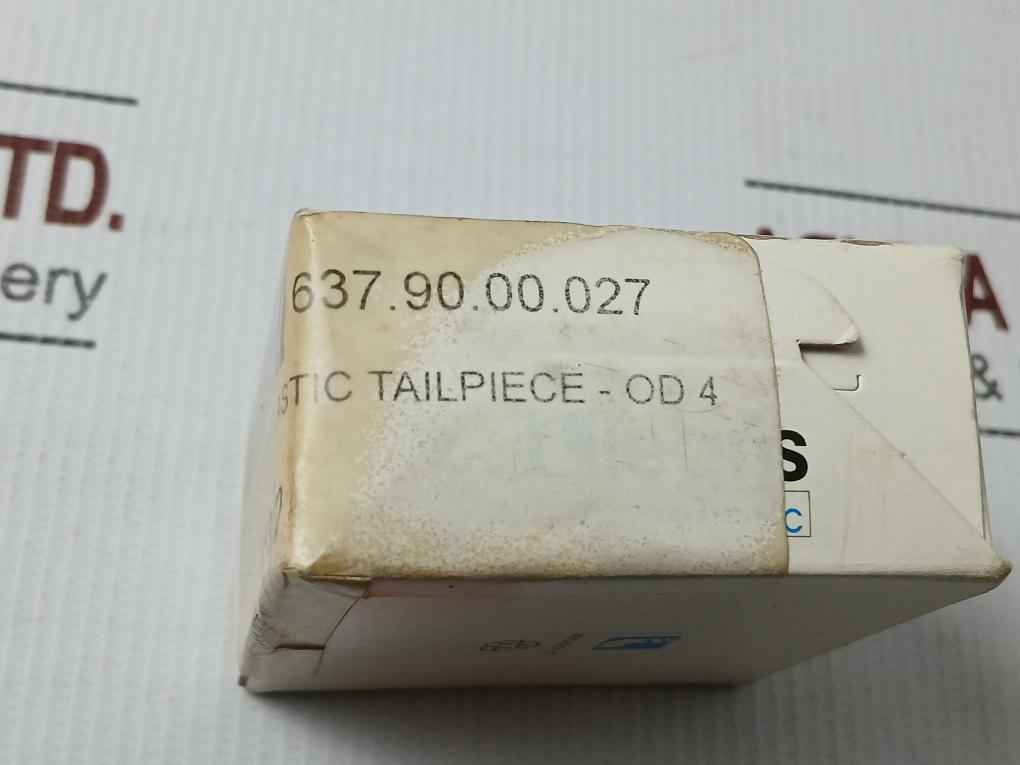 TD.
ery
637.90.00.027
STIC TAILPIECE - OD 4
S
C
A
&